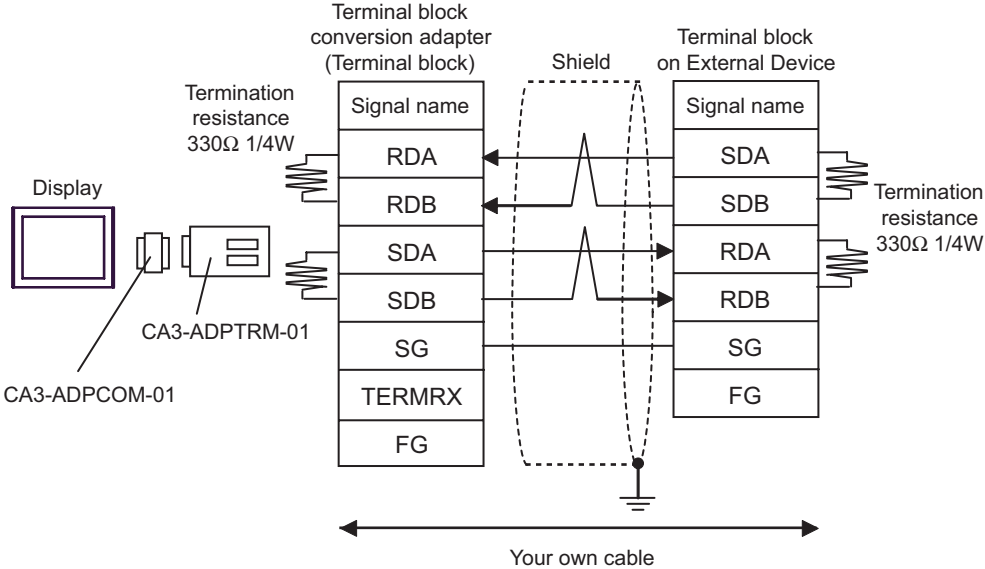 Terminal block
conversion adapter
(Terminal block)
Shield
Terminal block
on External Device
Termination
resistance
330Ω 1/4W
Signal name
RDA
RDB
SDA
SDB
SG
TERMRX
FG
Signal name
SDA
SDB
RDA
RDB
SG
FG
Termination
resistance
330Ω 1/4W
Display
CA3-ADPTRM-01
CA3-ADPCOM-01
Your own cable